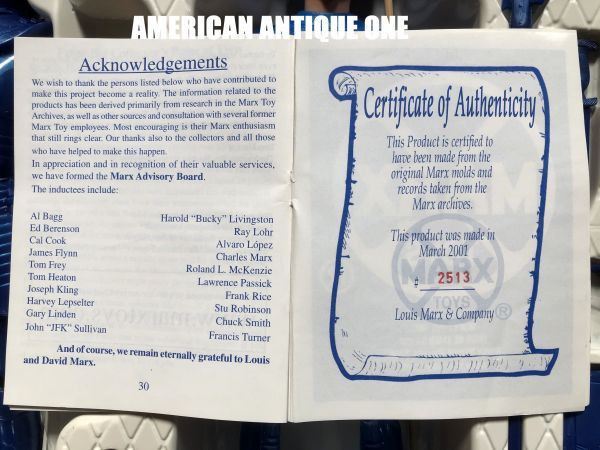 AMERICAN ANTIQUE ONE
Acknowledgements
We wish to thank the persons listed below who have contributed to
make this project become a reality. The information related to the
products has been derived primarily from research in the Marx Toy
Archives, as well as other sources and consultation with several former
Marx Toy employees. Most encouraging is their Marx enthusiasm
that still rings clear. Our thanks also to the collectors and all those
who have helped to make this happen.
In appreciation and in recognition of their valuable services,
we have formed the Marx Advisory Board.
The inductees include:
Al Bagg
Ed Berenson
Cal Cook
James Flynn
Tom Frey
Tom Heaton
Joseph Kling
Harvey Lepselter
Gary Linden
John "JFK" Sullivan
Harold "Bucky" Livingston
Ray Lohr
Alvaro López
Charles Marx
Roland L. McKenzie
Lawrence Passick
Frank Rice
Stu Robinson
Chuck Smith
Francis Turner
And of course, we remain eternally grateful to Louis
and David Marx.
30
Certificate of Authenticity
This Product is certified to
have been made from the
original Marx molds and
records taken from the
Marx archives.
This product was made in
March 2001
# 2513
Louis Marx & Company
MARX
TOYS
®